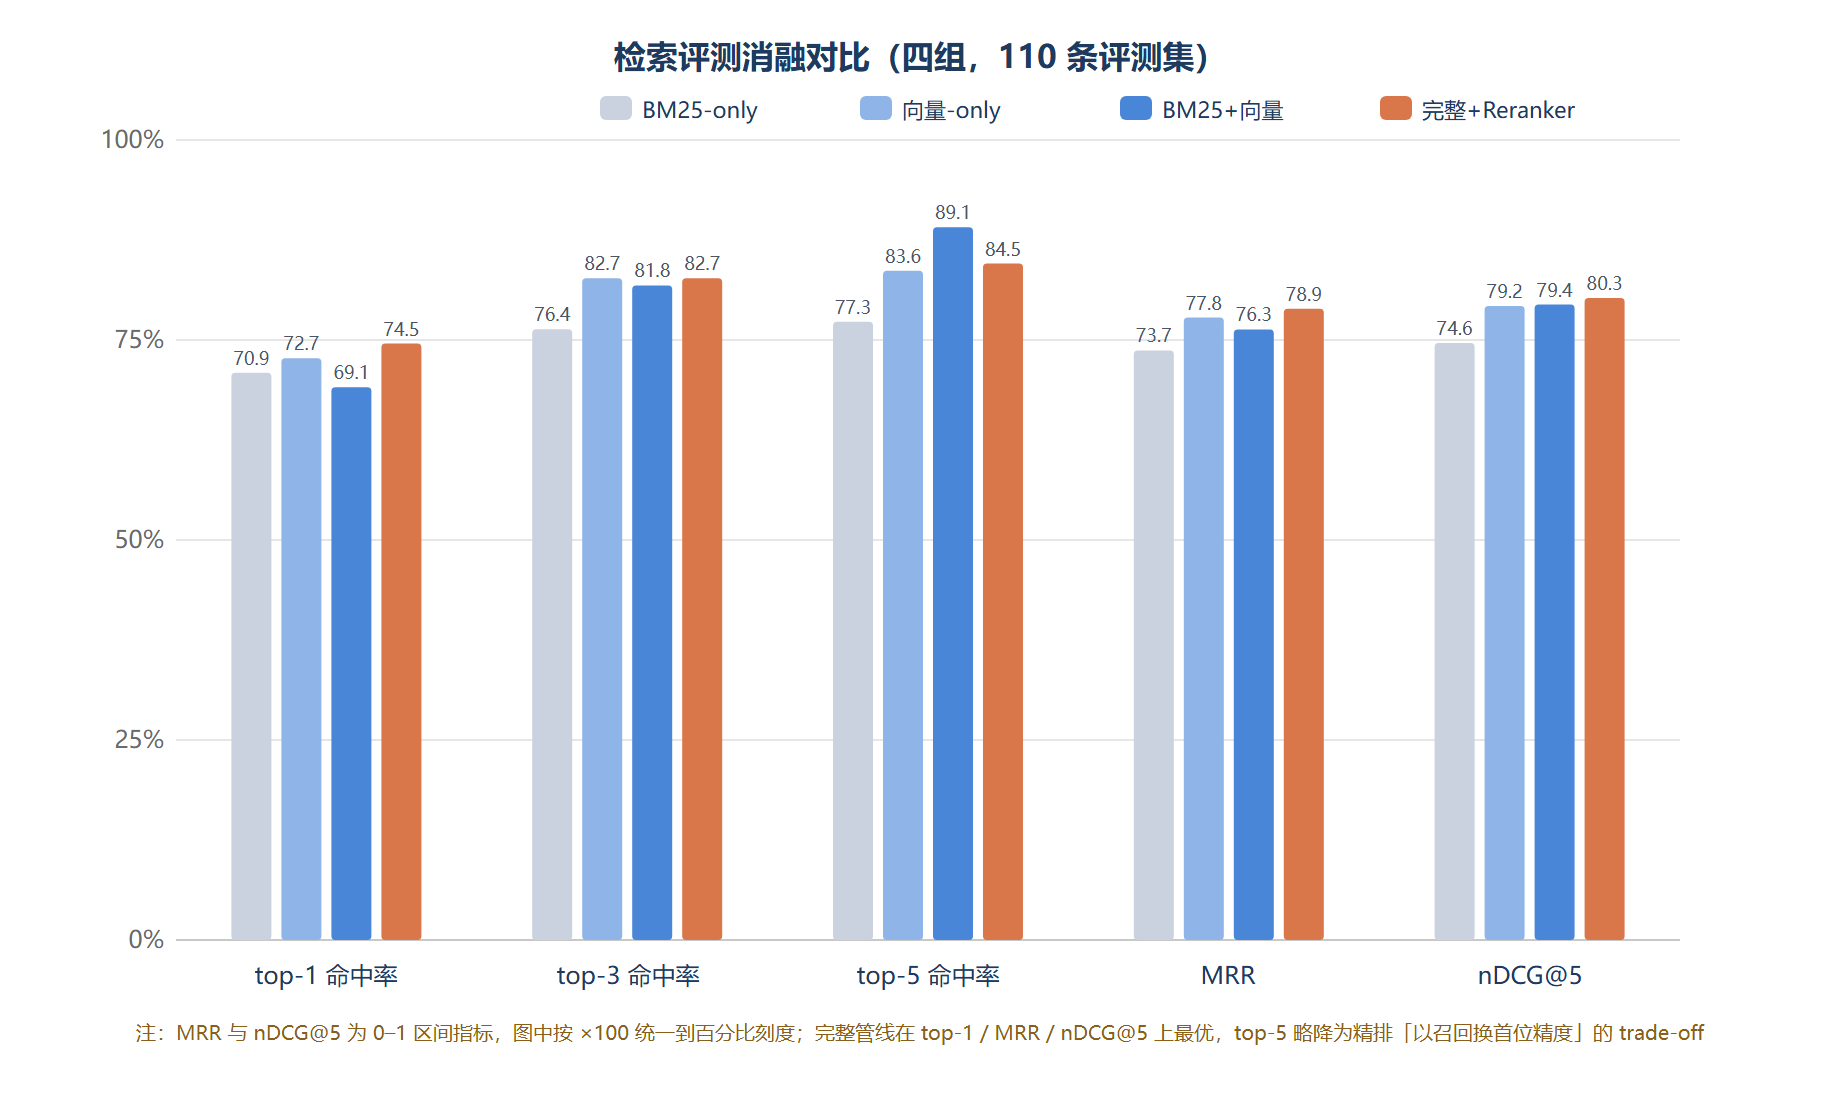 检索评测消融对比（四组，110 条评测集）
BM25-only 向量-only BM25+向量 完整+Reranker
100%
75%
50%
25%
0%
70.9 72.7 69.1 74.5
76.4 82.7 81.8 82.7
77.3 83.6 89.1 84.5
73.7 77.8 76.3 78.9
74.6 79.2 79.4 80.3
top-1 命中率 top-3 命中率 top-5 命中率 MRR nDCG@5
注：MRR 与 nDCG@5 为 0–1 区间指标，图中按 ×100 统一到百分比刻度；完整管线在 top-1 / MRR / nDCG@5 上最优，top-5 略降为精排「以召回换首位精度」的 trade-off